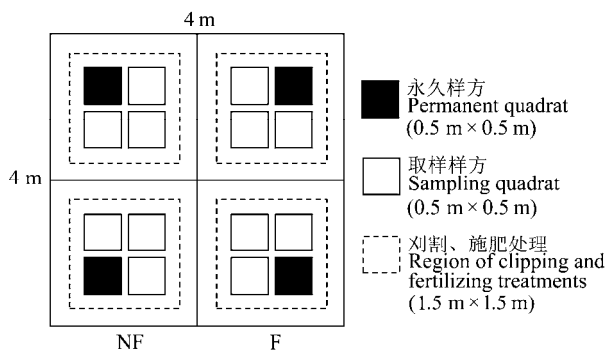 4 m
4 m
NF
F
永久样方
Permanent quadrat
(0.5 m × 0.5 m)
取样样方
Sampling quadrat
(0.5 m × 0.5 m)
刈割、施肥处理
Region of clipping and
fertilizing treatments
(1.5 m × 1.5 m)